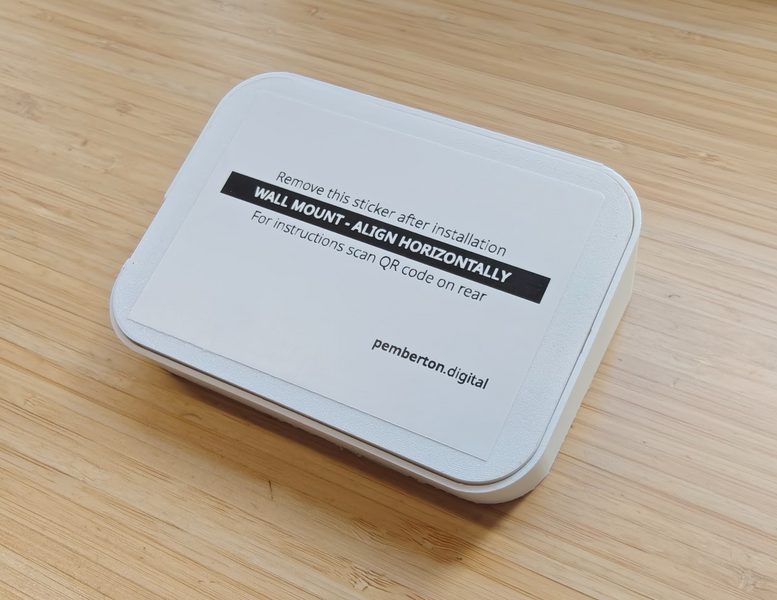 Remove this sticker after installation
WALL MOUNT - ALIGN HORIZONTALLY
For instructions scan QR code on rear
pemberton.digital